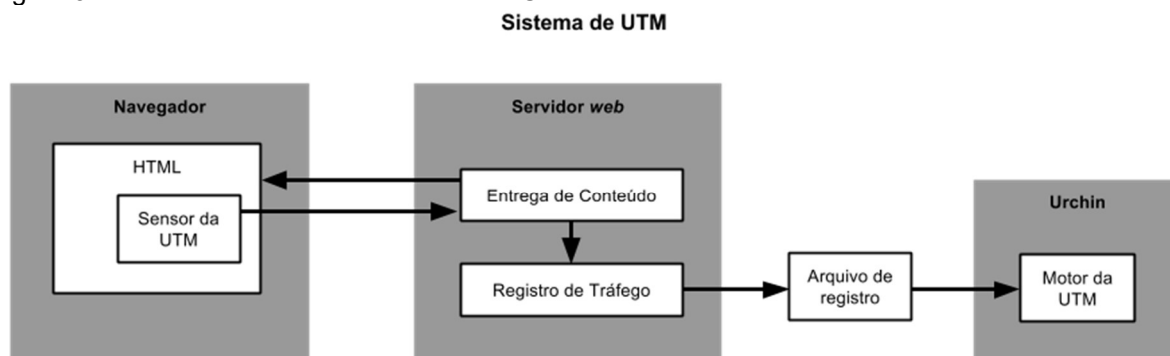 Sistema de UTM
Navegador
Servidor web
HTML
Entrega de Conteúdo
Urchin
Sensor da
UTM
Registro de Tráfego
Arquivo de
registro
Motor da
UTM